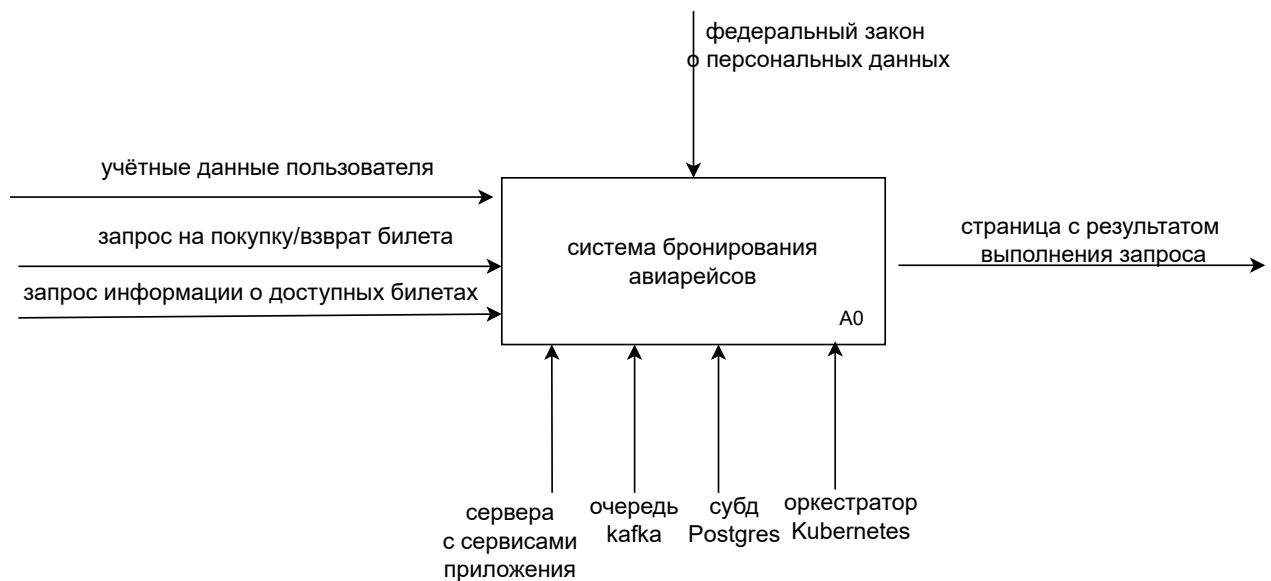 федеральный закон
о персональных данных
учётные данные пользователя
запрос на покупку/взврат билета
запрос информации о доступных билетах
система бронирования
авиарейсов
A0
страница с результатом
выполнения запроса
сервера
с сервисами
приложения
очередь
kafka
субд
Postgres
оркестратор
Kubernetes